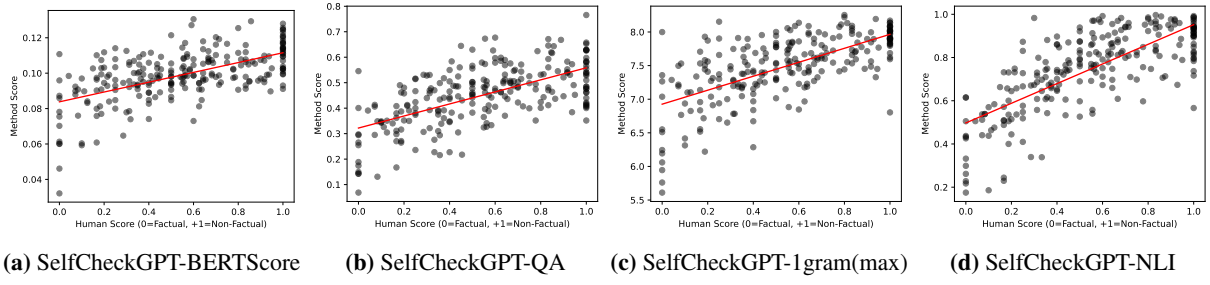 0.12
0.10
0.08
0.06
0.04
Method Score
0.0 0.2 0.4 0.6 0.8 1.0
Human Score (0=Factual, +1=Non-Factual)
(a) SelfCheckGPT-BERTScore
0.8
0.7
0.6
0.5
0.4
0.3
0.2
0.1
Method Score
0.0 0.2 0.4 0.6 0.8 1.0
Human Score (0=Factual, +1=Non-Factual)
(b) SelfCheckGPT-QA
8.0
7.5
7.0
6.5
6.0
5.5
Method Score
0.0 0.2 0.4 0.6 0.8 1.0
Human Score (0=Factual, +1=Non-Factual)
(c) SelfCheckGPT-1gram(max)
1.0
0.8
0.6
0.4
0.2
Method Score
0.0 0.2 0.4 0.6 0.8 1.0
Human Score (0=Factual, +1=Non-Factual)
(d) SelfCheckGPT-NLI